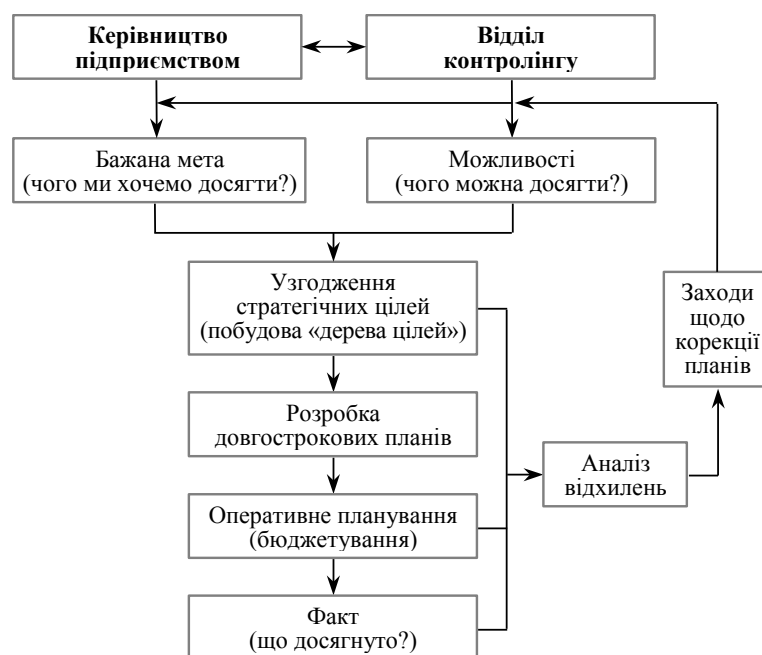 Керівництво
підприємством
Відділ
контролінгу
Бажана мета
(чого ми хочемо досягти?)
Можливості
(чого можна досягти?)
Узгодження
стратегічних цілей
(побудова «дерева цілей»)
Заходи
щодо
корекції
планів
Розробка
довгострокових планів
Аналіз
відхилень
Оперативне планування
(бюджетування)
Факт
(що досягнуто?)